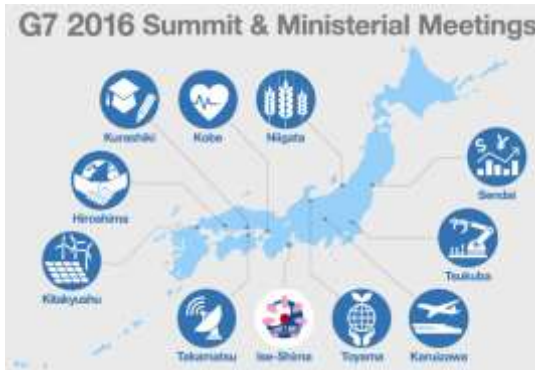 G7 2016 Summit & Ministerial Meetings
Kurashiki
Kobe
Niigata
Hiroshima
Sendai
Kitakyushu
Tsukuba
Takamatsu
Ise-Shima
Toyama
Karuizawa